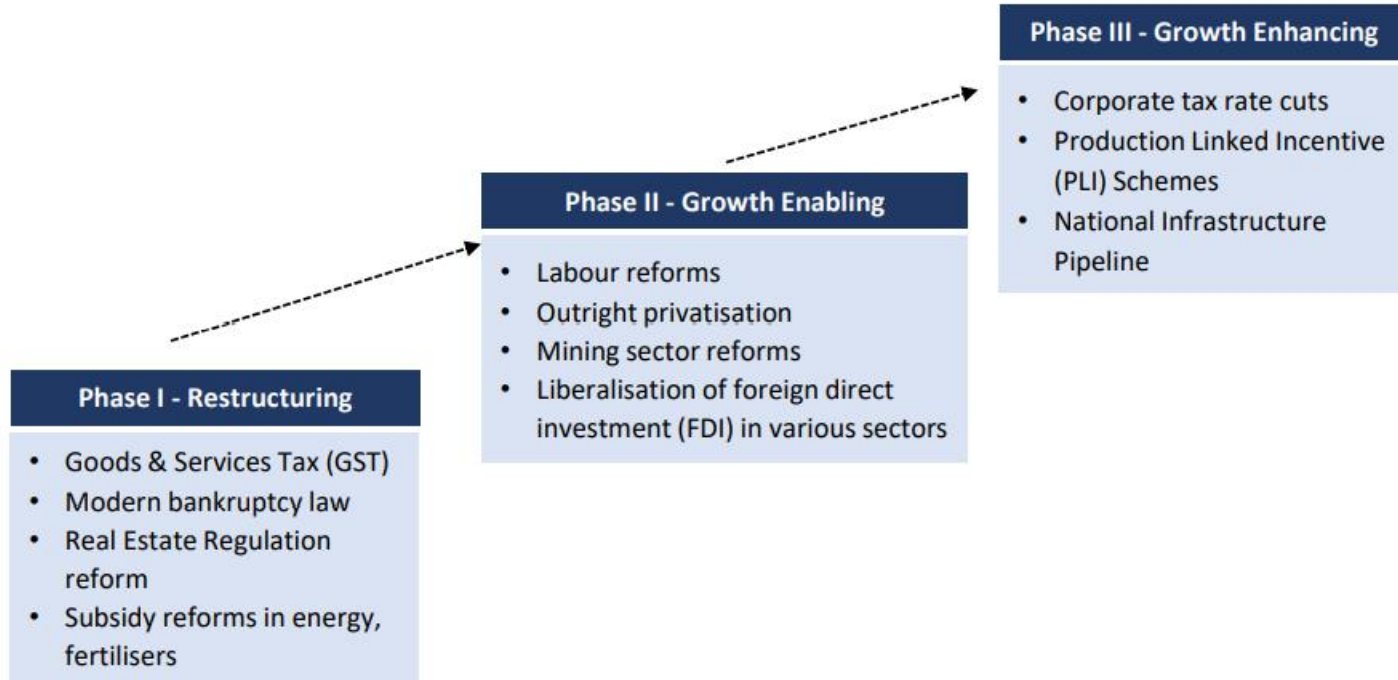 Phase III - Growth Enhancing
• Corporate tax rate cuts
• Production Linked Incentive
(PLI) Schemes
• National Infrastructure
Pipeline
Phase II - Growth Enabling
• Labour reforms
• Outright privatisation
• Mining sector reforms
• Liberalisation of foreign direct
investment (FDI) in various sectors
Phase I - Restructuring
• Goods & Services Tax (GST)
• Modern bankruptcy law
• Real Estate Regulation
reform
• Subsidy reforms in energy,
fertilisers